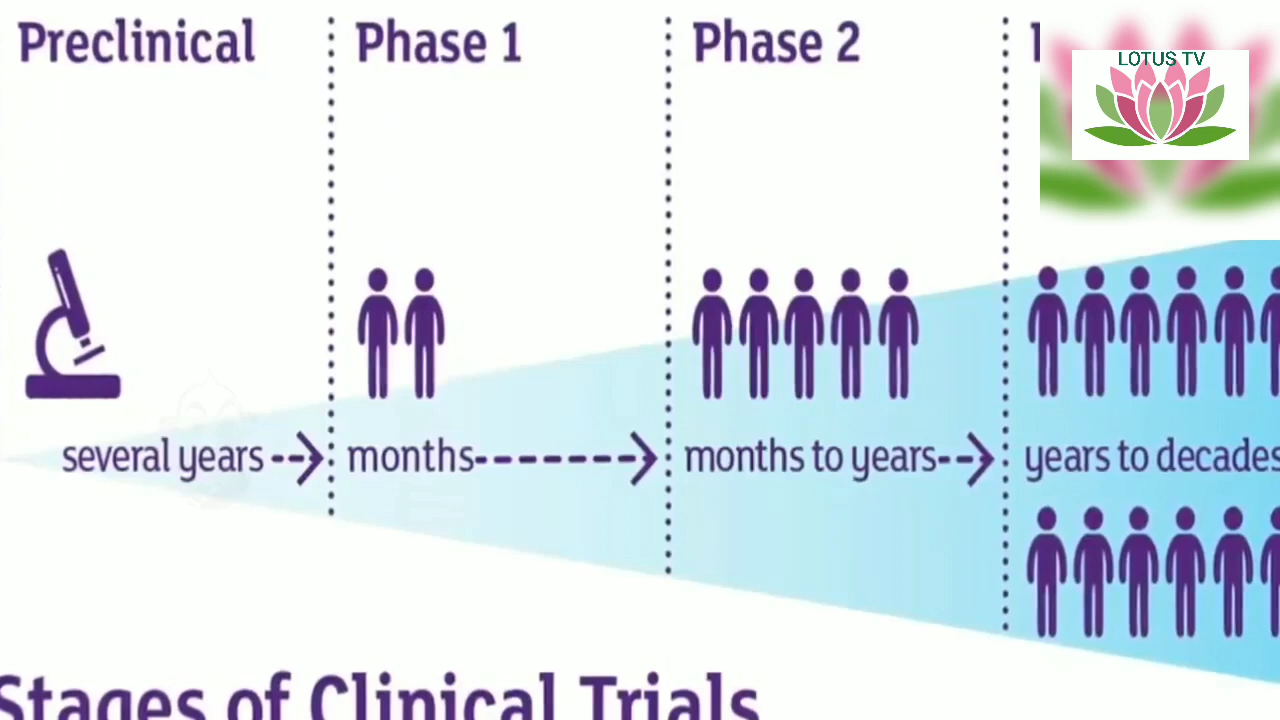 Preclinical
Phase 1
Phase 2
LOTUS TV
several years
months
months to years
years to decades
Stages of Clinical Trials